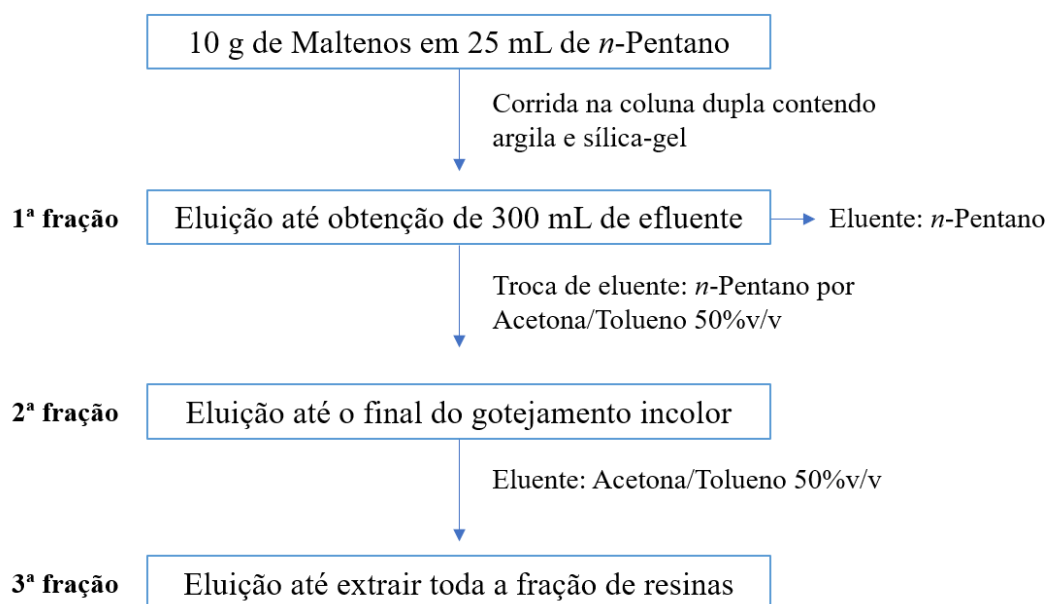 10 g de Maltenos em 25 mL de n-Pentano
Corrida na coluna dupla contendo
argila e sílica-gel
1ª fração
Eluição até obtenção de 300 mL de efluente
Eluente: n-Pentano
Troca de eluente: n-Pentano por
Acetona/Tolueno 50%v/v
2ª fração
Eluição até o final do gotejamento incolor
Eluente: Acetona/Tolueno 50%v/v
3ª fração
Eluição até extrair toda a fração de resinas